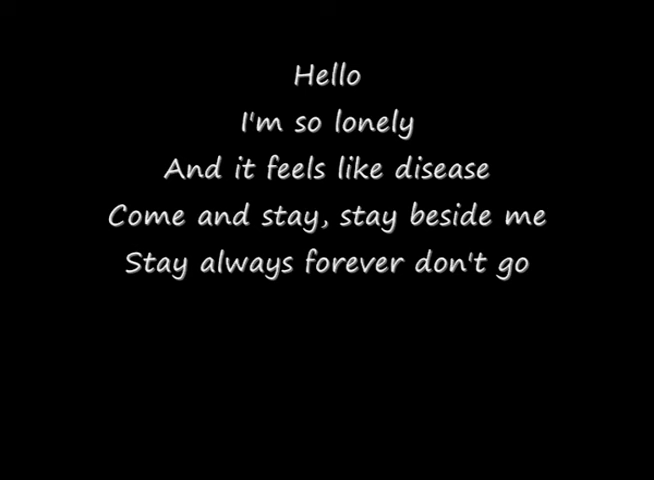 Hello
I'm so lonely
And it feels like disease
Come and stay, stay beside me
Stay always forever don't go